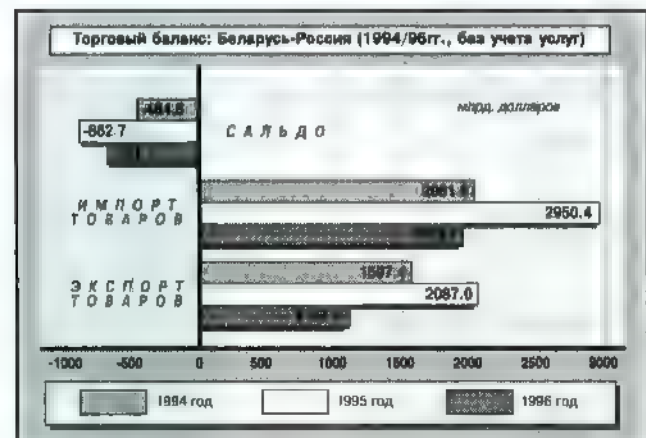 Торговый баланс: Беларусь-Россия (1994/96гг., без учета услуг)
млрд. долларов
-862.7
САЛЬДО
ИМПОРТ
ТОВАРОВ
2950.4
ЭКСПОРТ
ТОВАРОВ
2087.0
-1000 -500 0 500 1000 1500 2000 2500 3000
1994 год 1995 год 1996 год